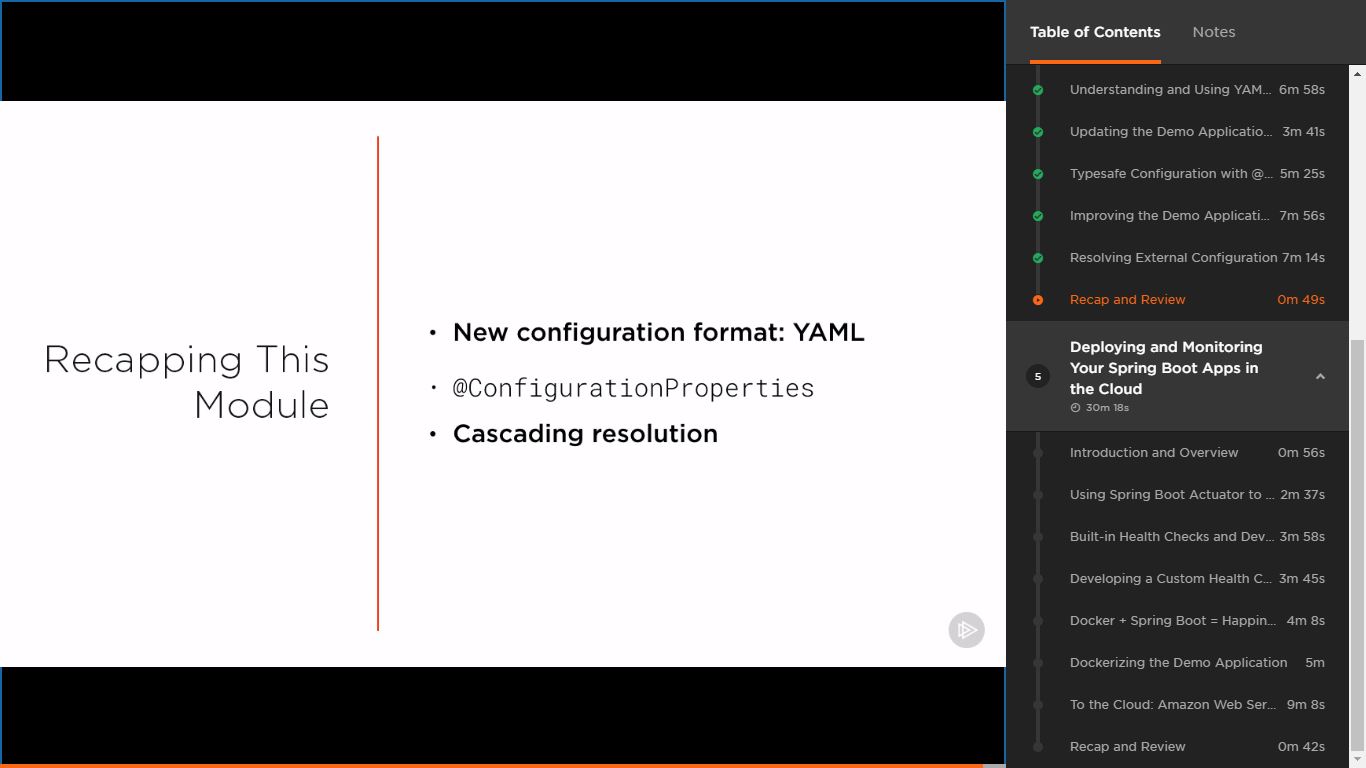 Recapping This
Module
• New configuration format: YAML
• @ConfigurationProperties
• Cascading resolution
Table of Contents
Notes
Understanding and Using YAM... 6m 58s
Updating the Demo Applicatio... 3m 41s
Typesafe Configuration with @... 5m 25s
Improving the Demo Applicati... 7m 56s
Resolving External Configuration 7m 14s
Recap and Review 0m 49s
5
Deploying and Monitoring
Your Spring Boot Apps in
the Cloud
30m 18s
Introduction and Overview 0m 56s
Using Spring Boot Actuator to ... 2m 37s
Built-in Health Checks and Dev... 3m 58s
Developing a Custom Health C... 3m 45s
Docker + Spring Boot = Happin... 4m 8s
Dockerizing the Demo Application 5m
To the Cloud: Amazon Web Ser... 9m 8s
Recap and Review 0m 42s